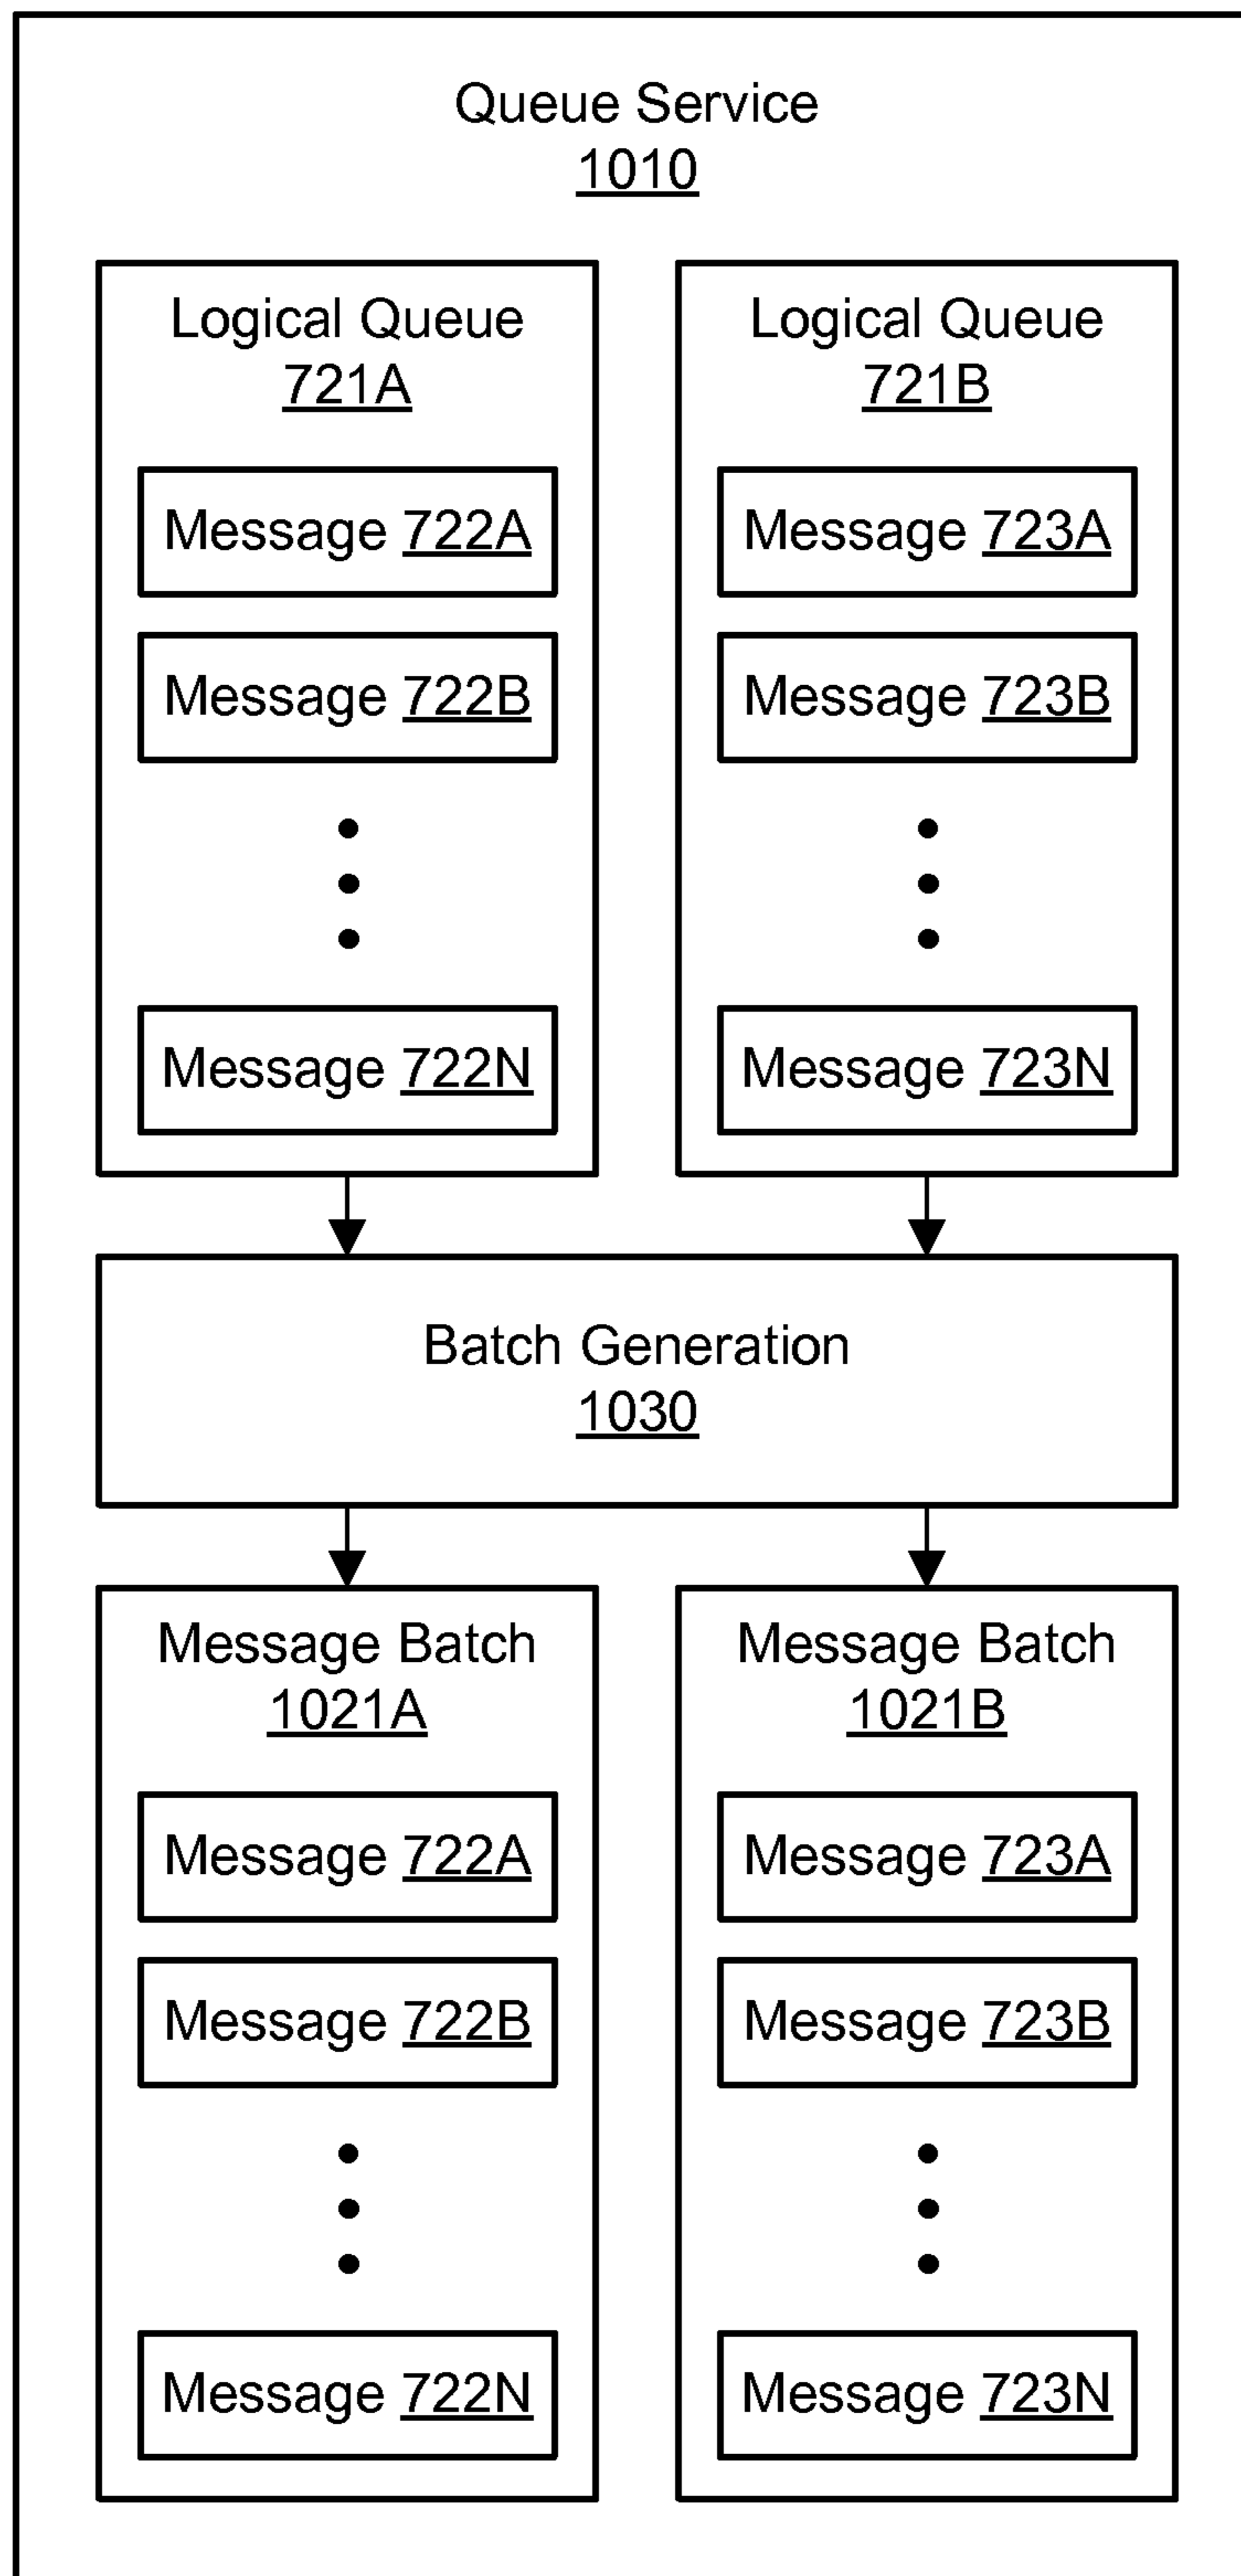 Queue Service
1010
Logical Queue
721A
Message 722A
Message 722B
Message 722N
Logical Queue
721B
Message 723A
Message 723B
Message 723N
Batch Generation
1030
Message Batch
1021A
Message 722A
Message 722B
Message 722N
Message Batch
1021B
Message 723A
Message 723B
Message 723N